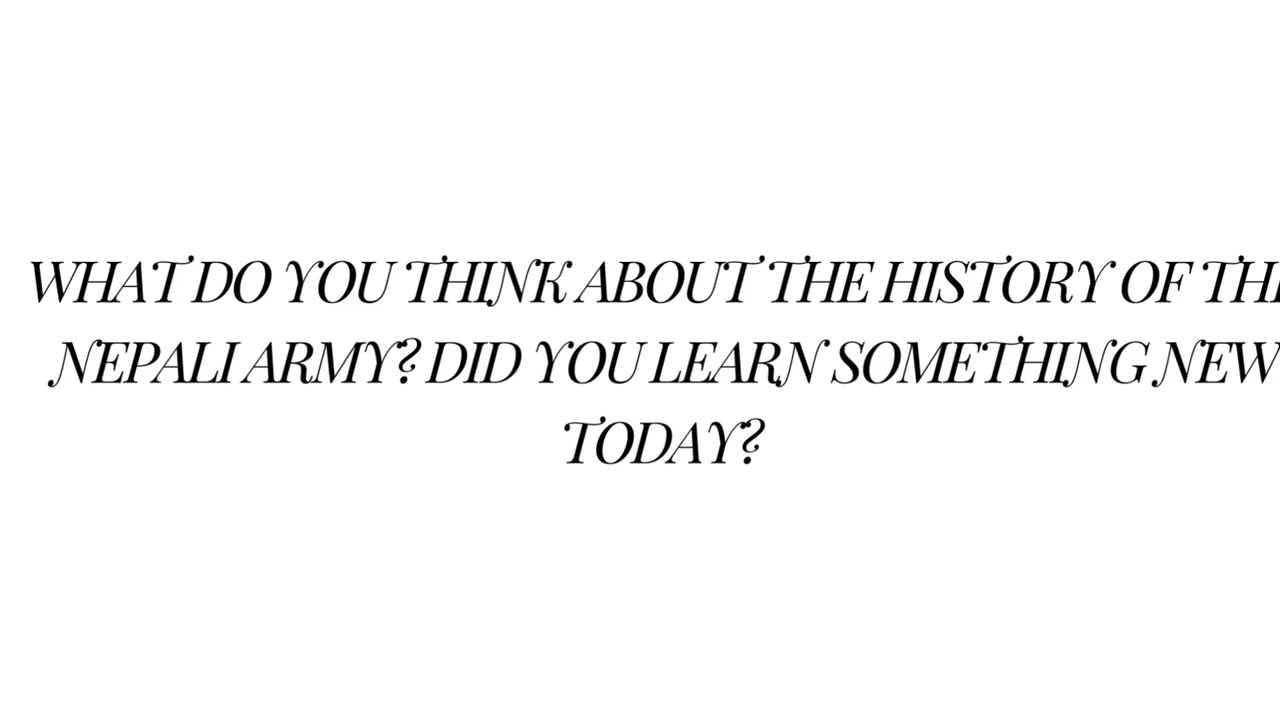 WHAT DO YOU THINK ABOUT THE HISTORY OF TH
NEPALI ARMY? DID YOU LEARN SOMETHING NEW
TODAY?